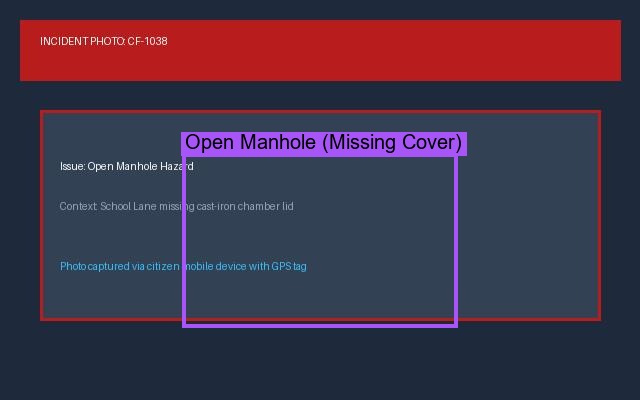 INCIDENT PHOTO: CF-1038
Open Manhole (Missing Cover)
Issue: Open Manhole Hazard
Context: School Lane missing cast-iron chamber lid
Photo captured via citizen mobile device with GPS tag